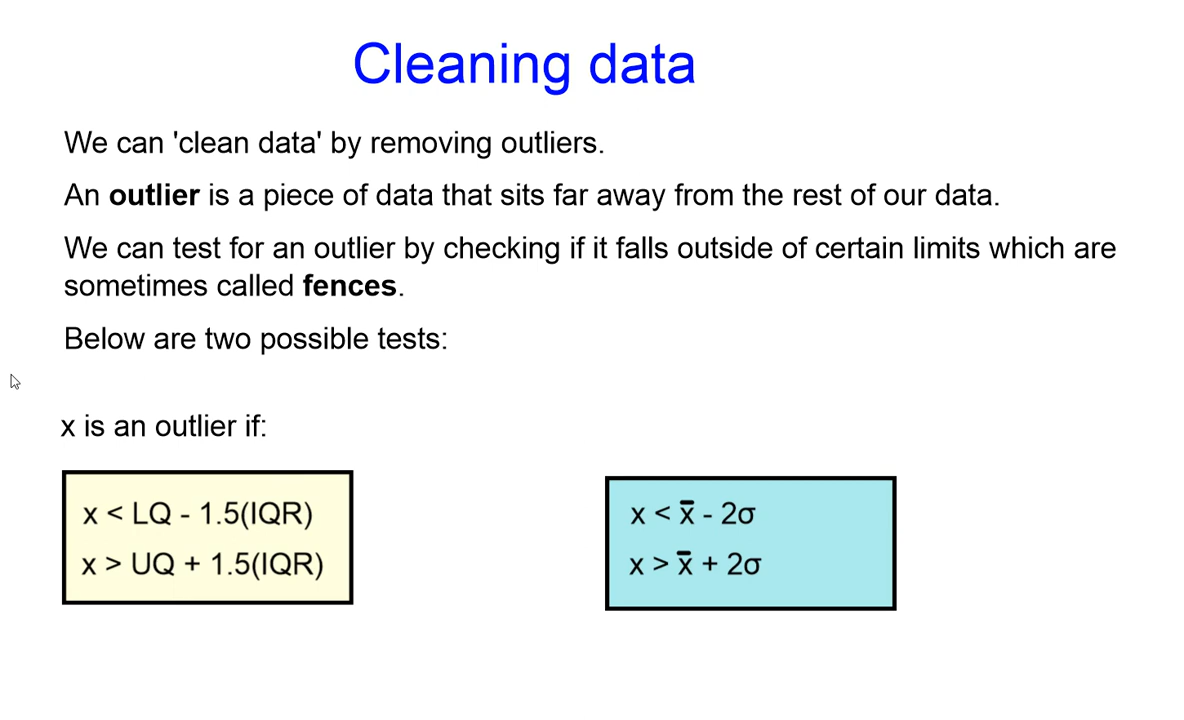 Cleaning data
We can 'clean data' by removing outliers.
An outlier is a piece of data that sits far away from the rest of our data.
We can test for an outlier by checking if it falls outside of certain limits which are
sometimes called fences.
Below are two possible tests:
x is an outlier if:
x < LQ - 1.5(IQR)
x > UQ + 1.5(IQR)
x < x̄ - 2σ
x > x̄ + 2σ